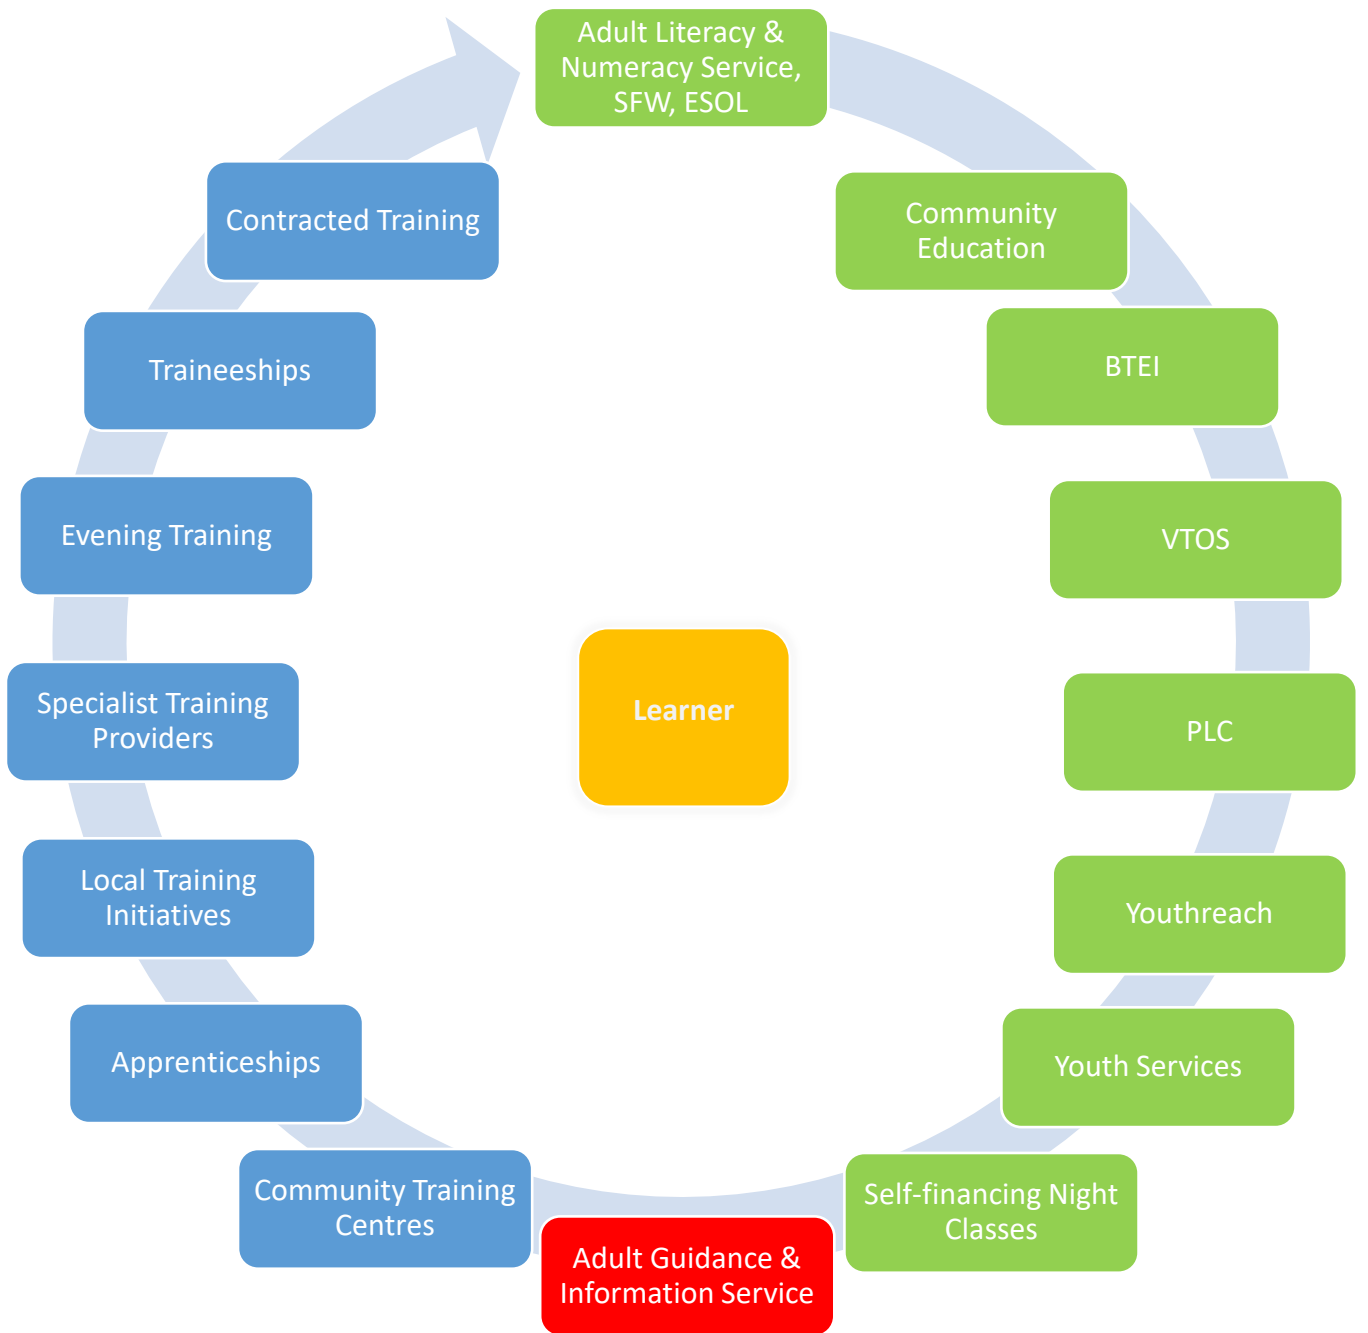 Adult Literacy &
Numeracy Service,
SFW, ESOL
Community
Education
BTEI
VTOS
PLC
Youthreach
Youth Services
Self-financing Night
Classes
Adult Guidance &
Information Service
Community Training
Centres
Apprenticeships
Local Training
Initiatives
Specialist Training
Providers
Evening Training
Traineeships
Contracted Training
Learner